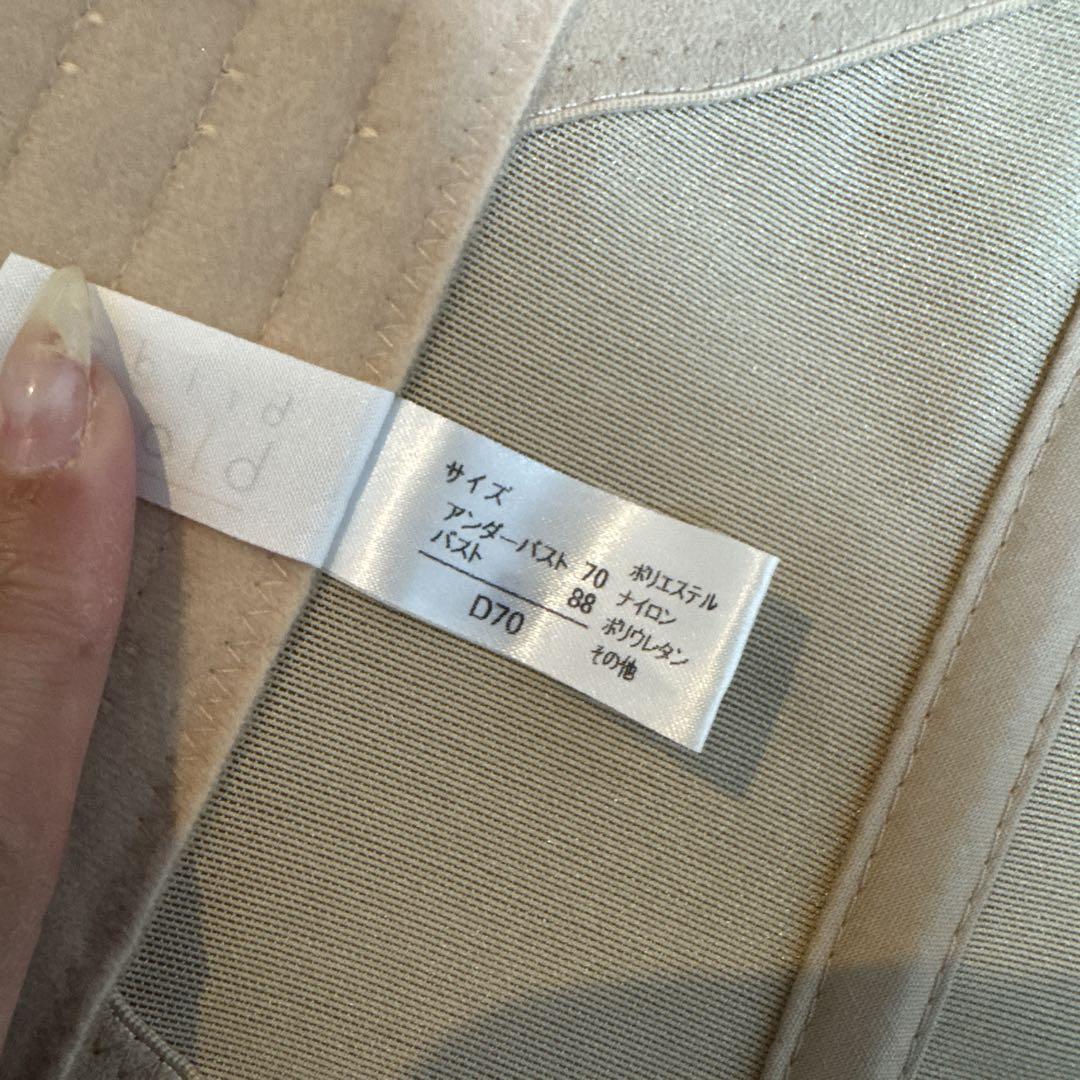 サイズ
アンダーバスト 70
バスト 88
D70
ポリエステル
ナイロン
ポリウレタン
その他